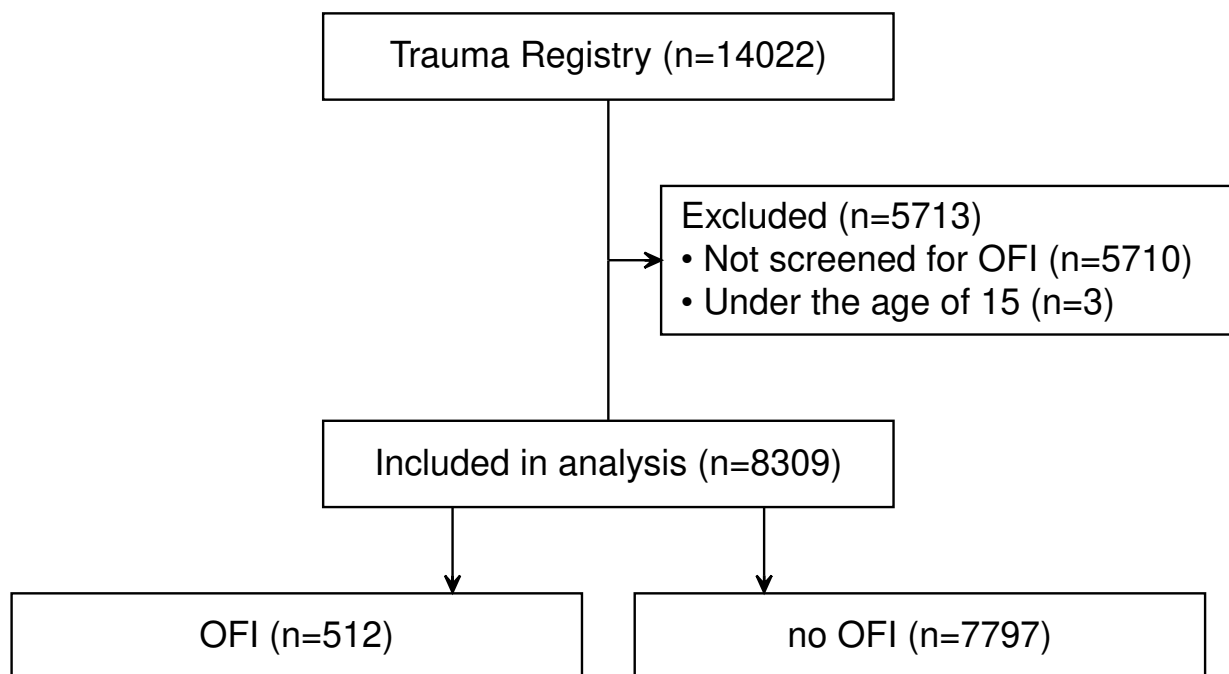 Trauma Registry (n=14022)
Excluded (n=5713)
• Not screened for OFI (n=5710)
• Under the age of 15 (n=3)
Included in analysis (n=8309)
OFI (n=512)
no OFI (n=7797)